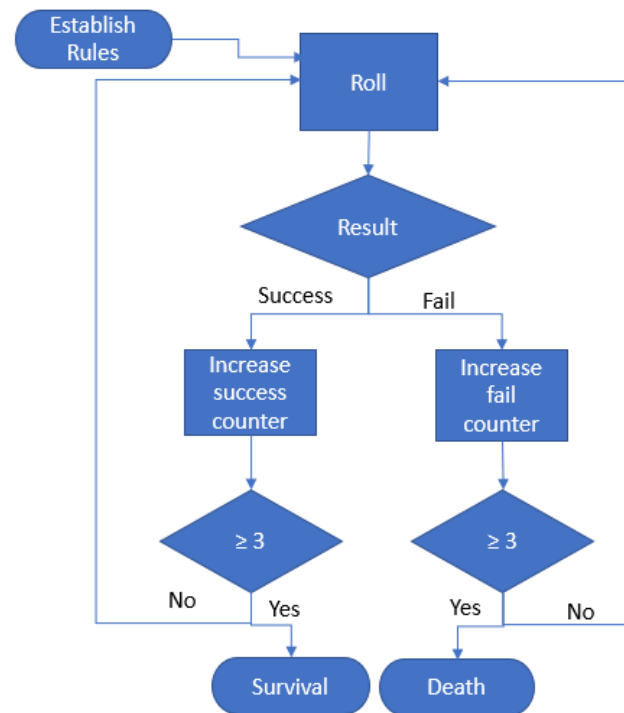 Establish
Rules
Roll
Result
Success
Fail
Increase
success
counter
Increase
fail
counter
≥ 3
≥ 3
No
Yes
Yes
No
Survival
Death